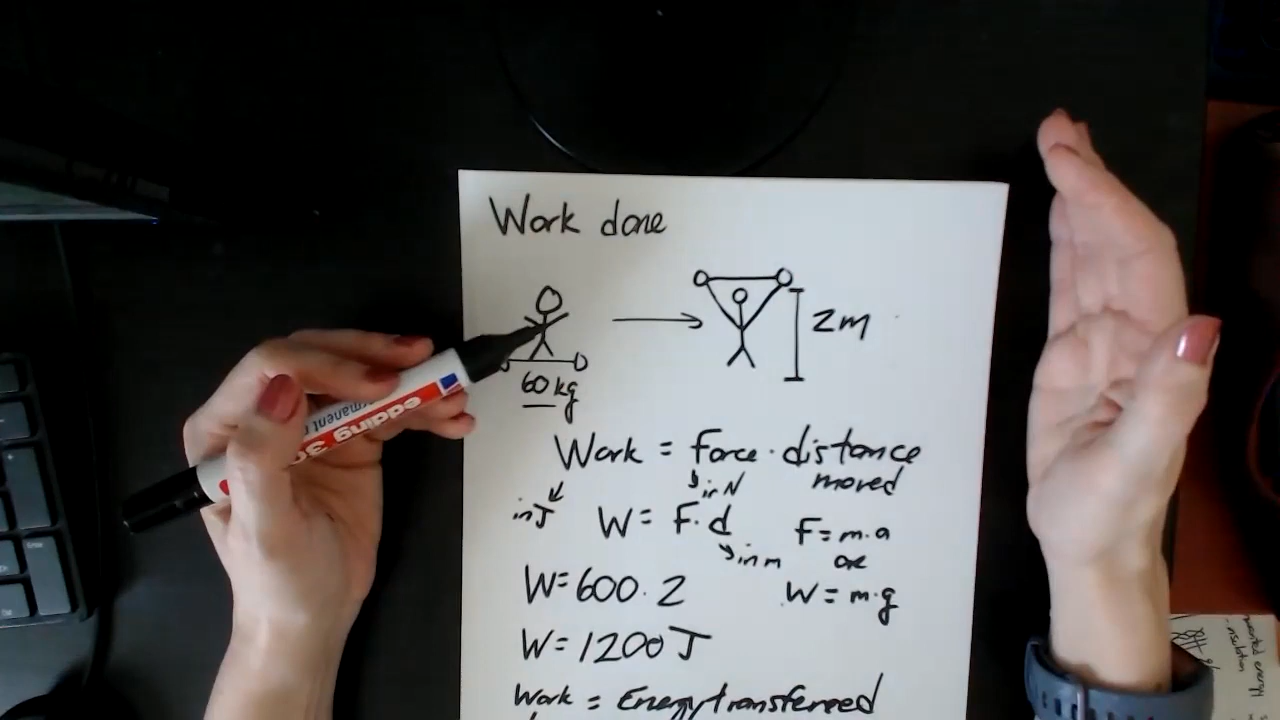 Work done
2m
60kg
Work = Force · distance
moved
in N
in J
W = F · d
F = m · a
in m
or
W = 600 · 2
W = m · g
W = 1200 J
Work = Energy transferred
edding 30
permanent